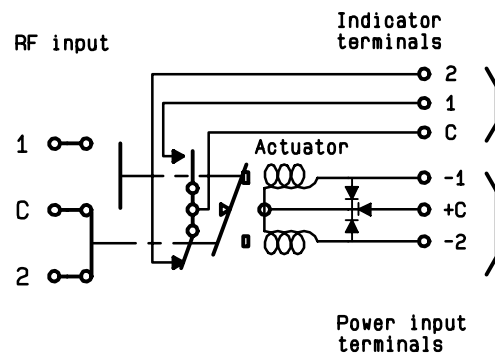 Indicator
terminals
RF input
2
1
C
Actuator
1
C
2
-1
+C
-2
Power input
terminals